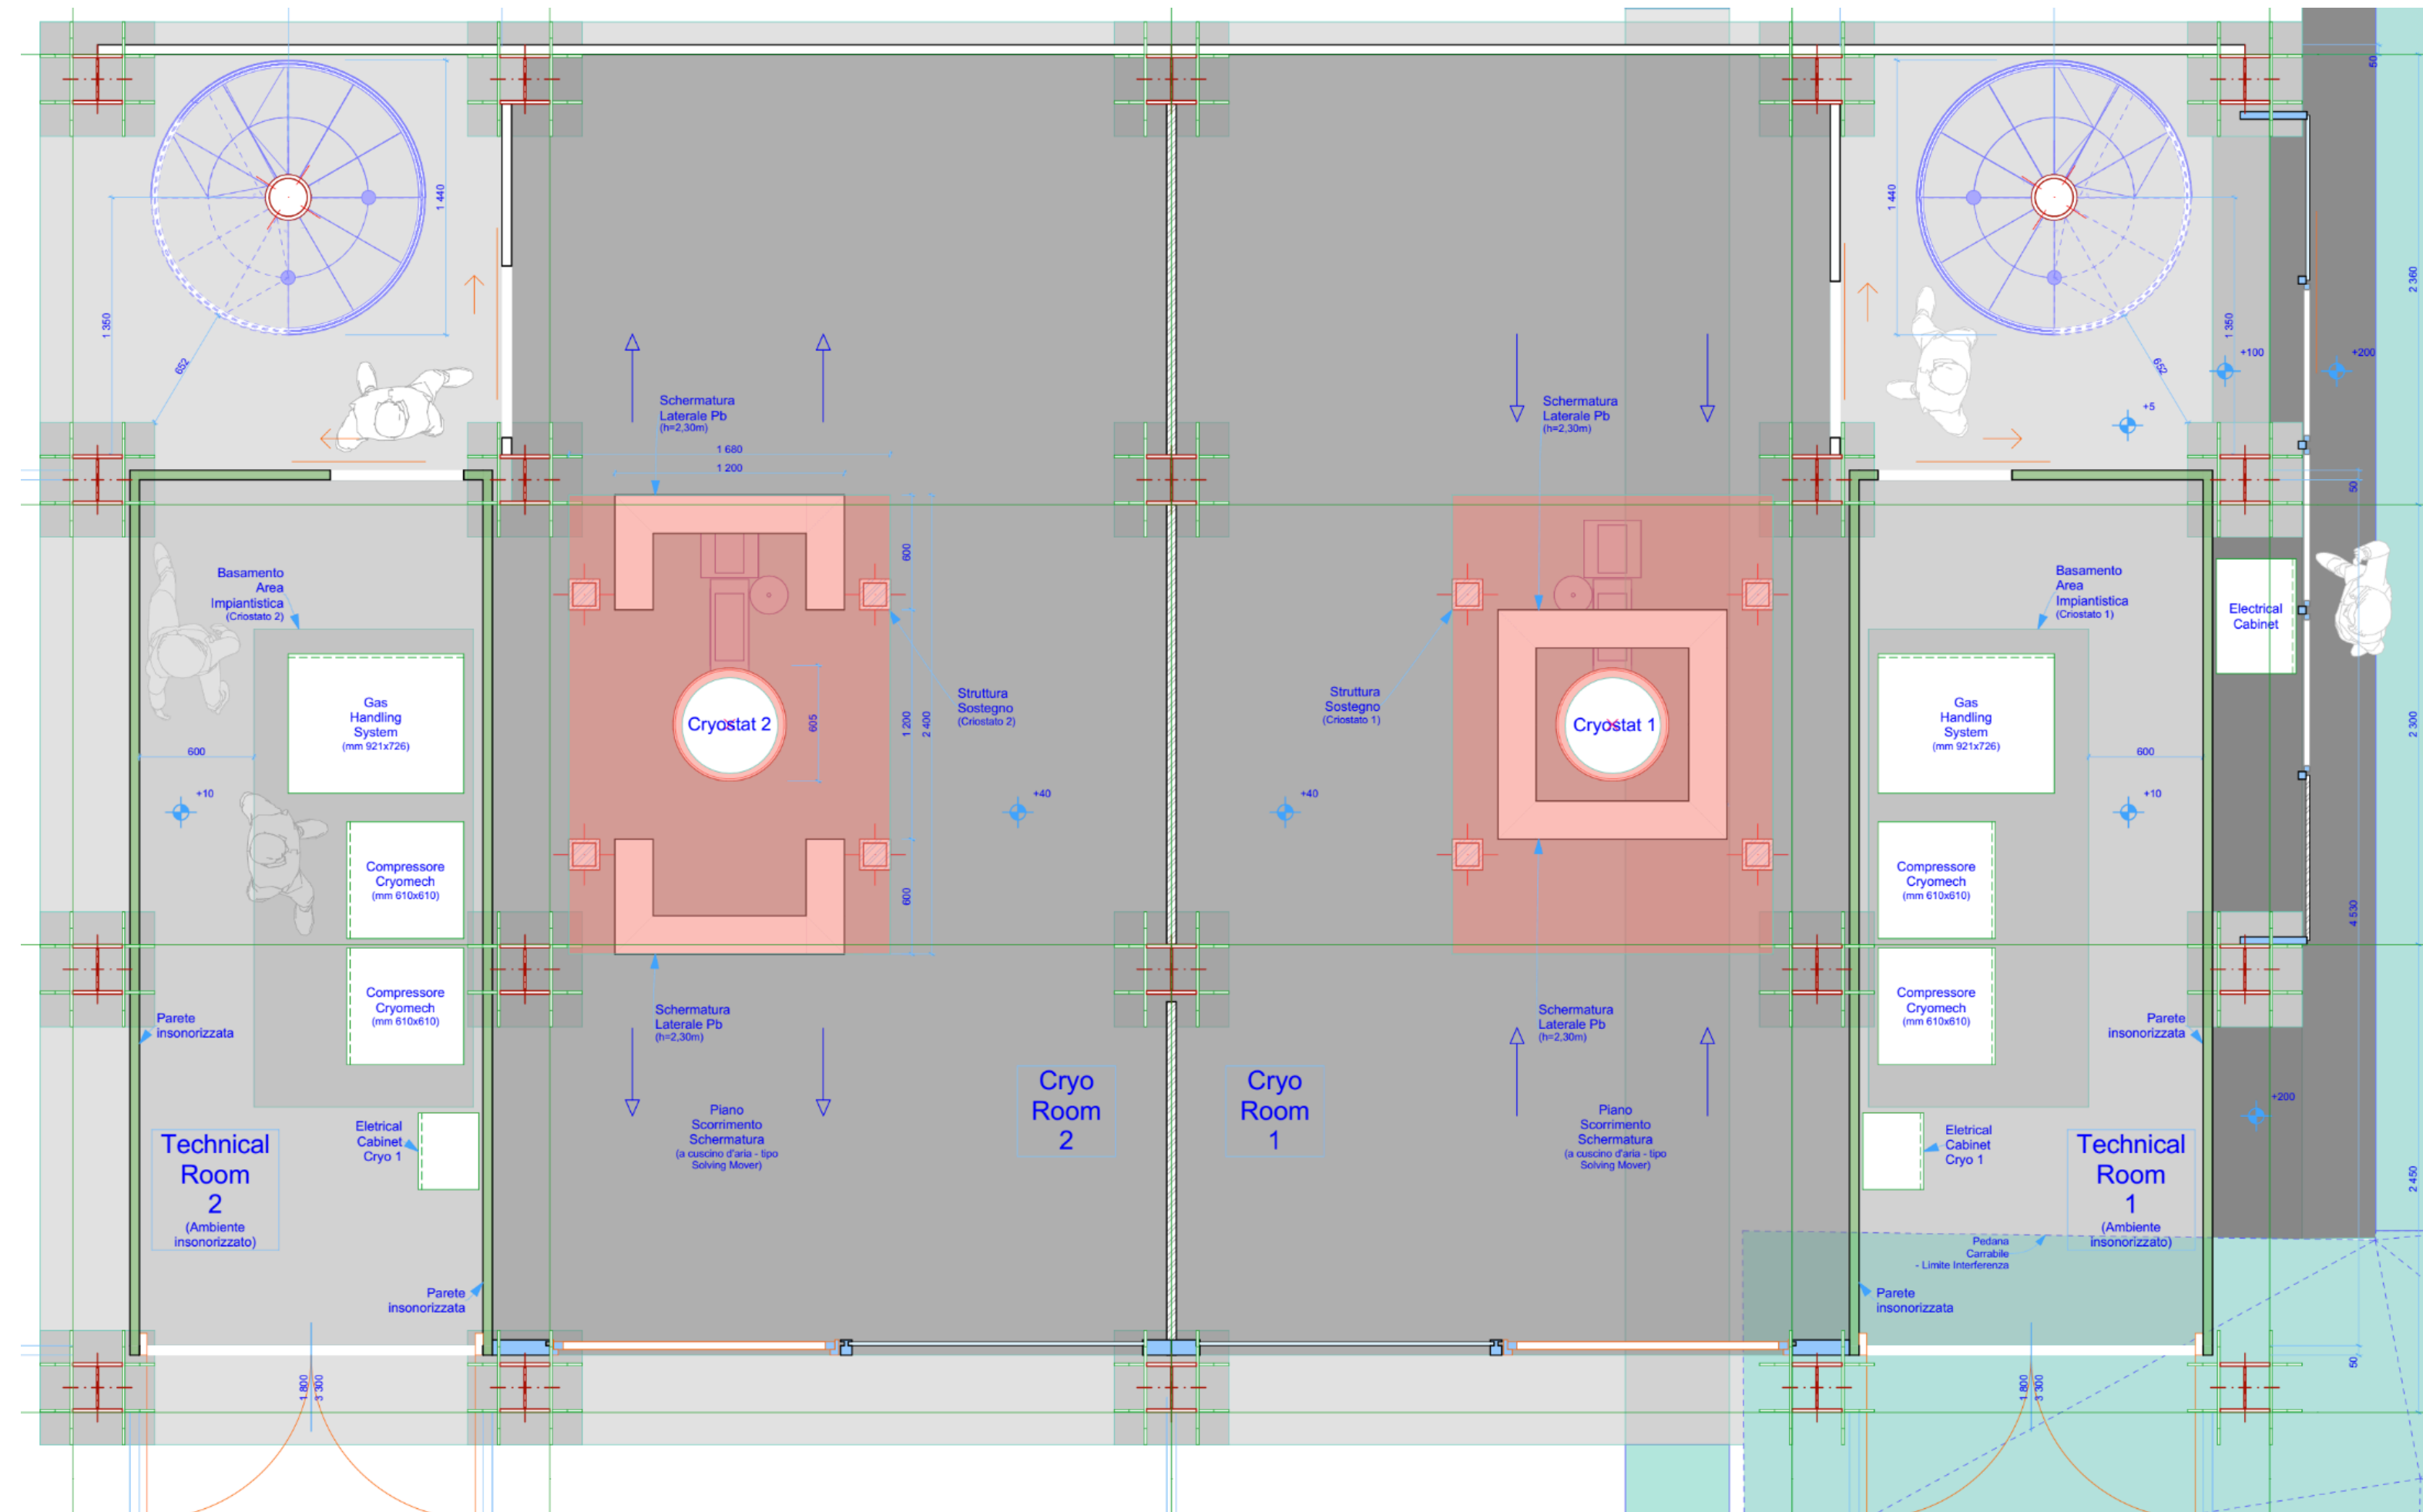 50
1 440
1 440
1 350
652
2 360
1 350
652
+100
+200
+5
Schermatura
Laterale Pb
(h=2,30m)
1 680
1 200
Schermatura
Laterale Pb
(h=2,30m)
50
Basamento
Area
Impiantistica
(Criostato 2)
600
Basamento
Area
Impiantistica
(Criostato 1)
Electrical
Cabinet
Gas
Handling
System
(mm 921x726)
600
Cryostat 2
605
1 200
2 400
Struttura
Sostegno
(Criostato 2)
Struttura
Sostegno
(Criostato 1)
Cryostat 1
Gas
Handling
System
(mm 921x726)
600
2 300
+10
+40
+40
+10
Compressore
Cryomech
(mm 610x610)
600
Compressore
Cryomech
(mm 610x610)
4 530
Compressore
Cryomech
(mm 610x610)
Compressore
Cryomech
(mm 610x610)
Parete
insonorizzata
Schermatura
Laterale Pb
(h=2,30m)
Schermatura
Laterale Pb
(h=2,30m)
Parete
insonorizzata
Cryo
Room
2
Cryo
Room
1
+200
Piano
Scorrimento
Schermatura
(a cuscino d'aria - tipo
Solving Mover)
Piano
Scorrimento
Schermatura
(a cuscino d'aria - tipo
Solving Mover)
Eletrical
Cabinet
Cryo 1
Eletrical
Cabinet
Cryo 1
Technical
Room
2
(Ambiente
insonorizzato)
Technical
Room
1
(Ambiente
insonorizzato)
2 450
Pedana
Carrabile
- Limite Interferenza
Parete
insonorizzata
Parete
insonorizzata
50
1 800
3 300
1 800
3 300